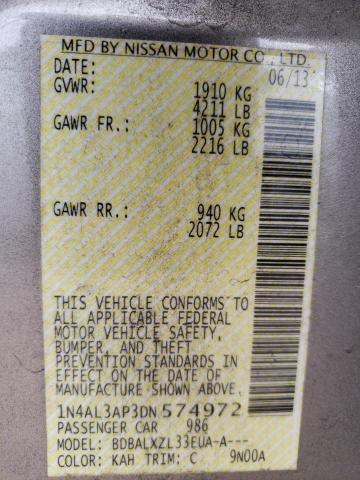 MFD BY NISSAN MOTOR CO., LTD.
DATE: 06/13
GVWR: 1910 KG
4211 LB
GAWR FR.: 1005 KG
2216 LB
GAWR RR.: 940 KG
2072 LB
THIS VEHICLE CONFORMS TO
ALL APPLICABLE FEDERAL
MOTOR VEHICLE SAFETY,
BUMPER, AND THEFT
PREVENTION STANDARDS IN
EFFECT ON THE DATE OF
MANUFACTURE SHOWN ABOVE.
1N4AL3AP3DN574972
PASSENGER CAR 986
MODEL: BDBALXZL33EUA-A---
COLOR: KAH TRIM: C 9N00A